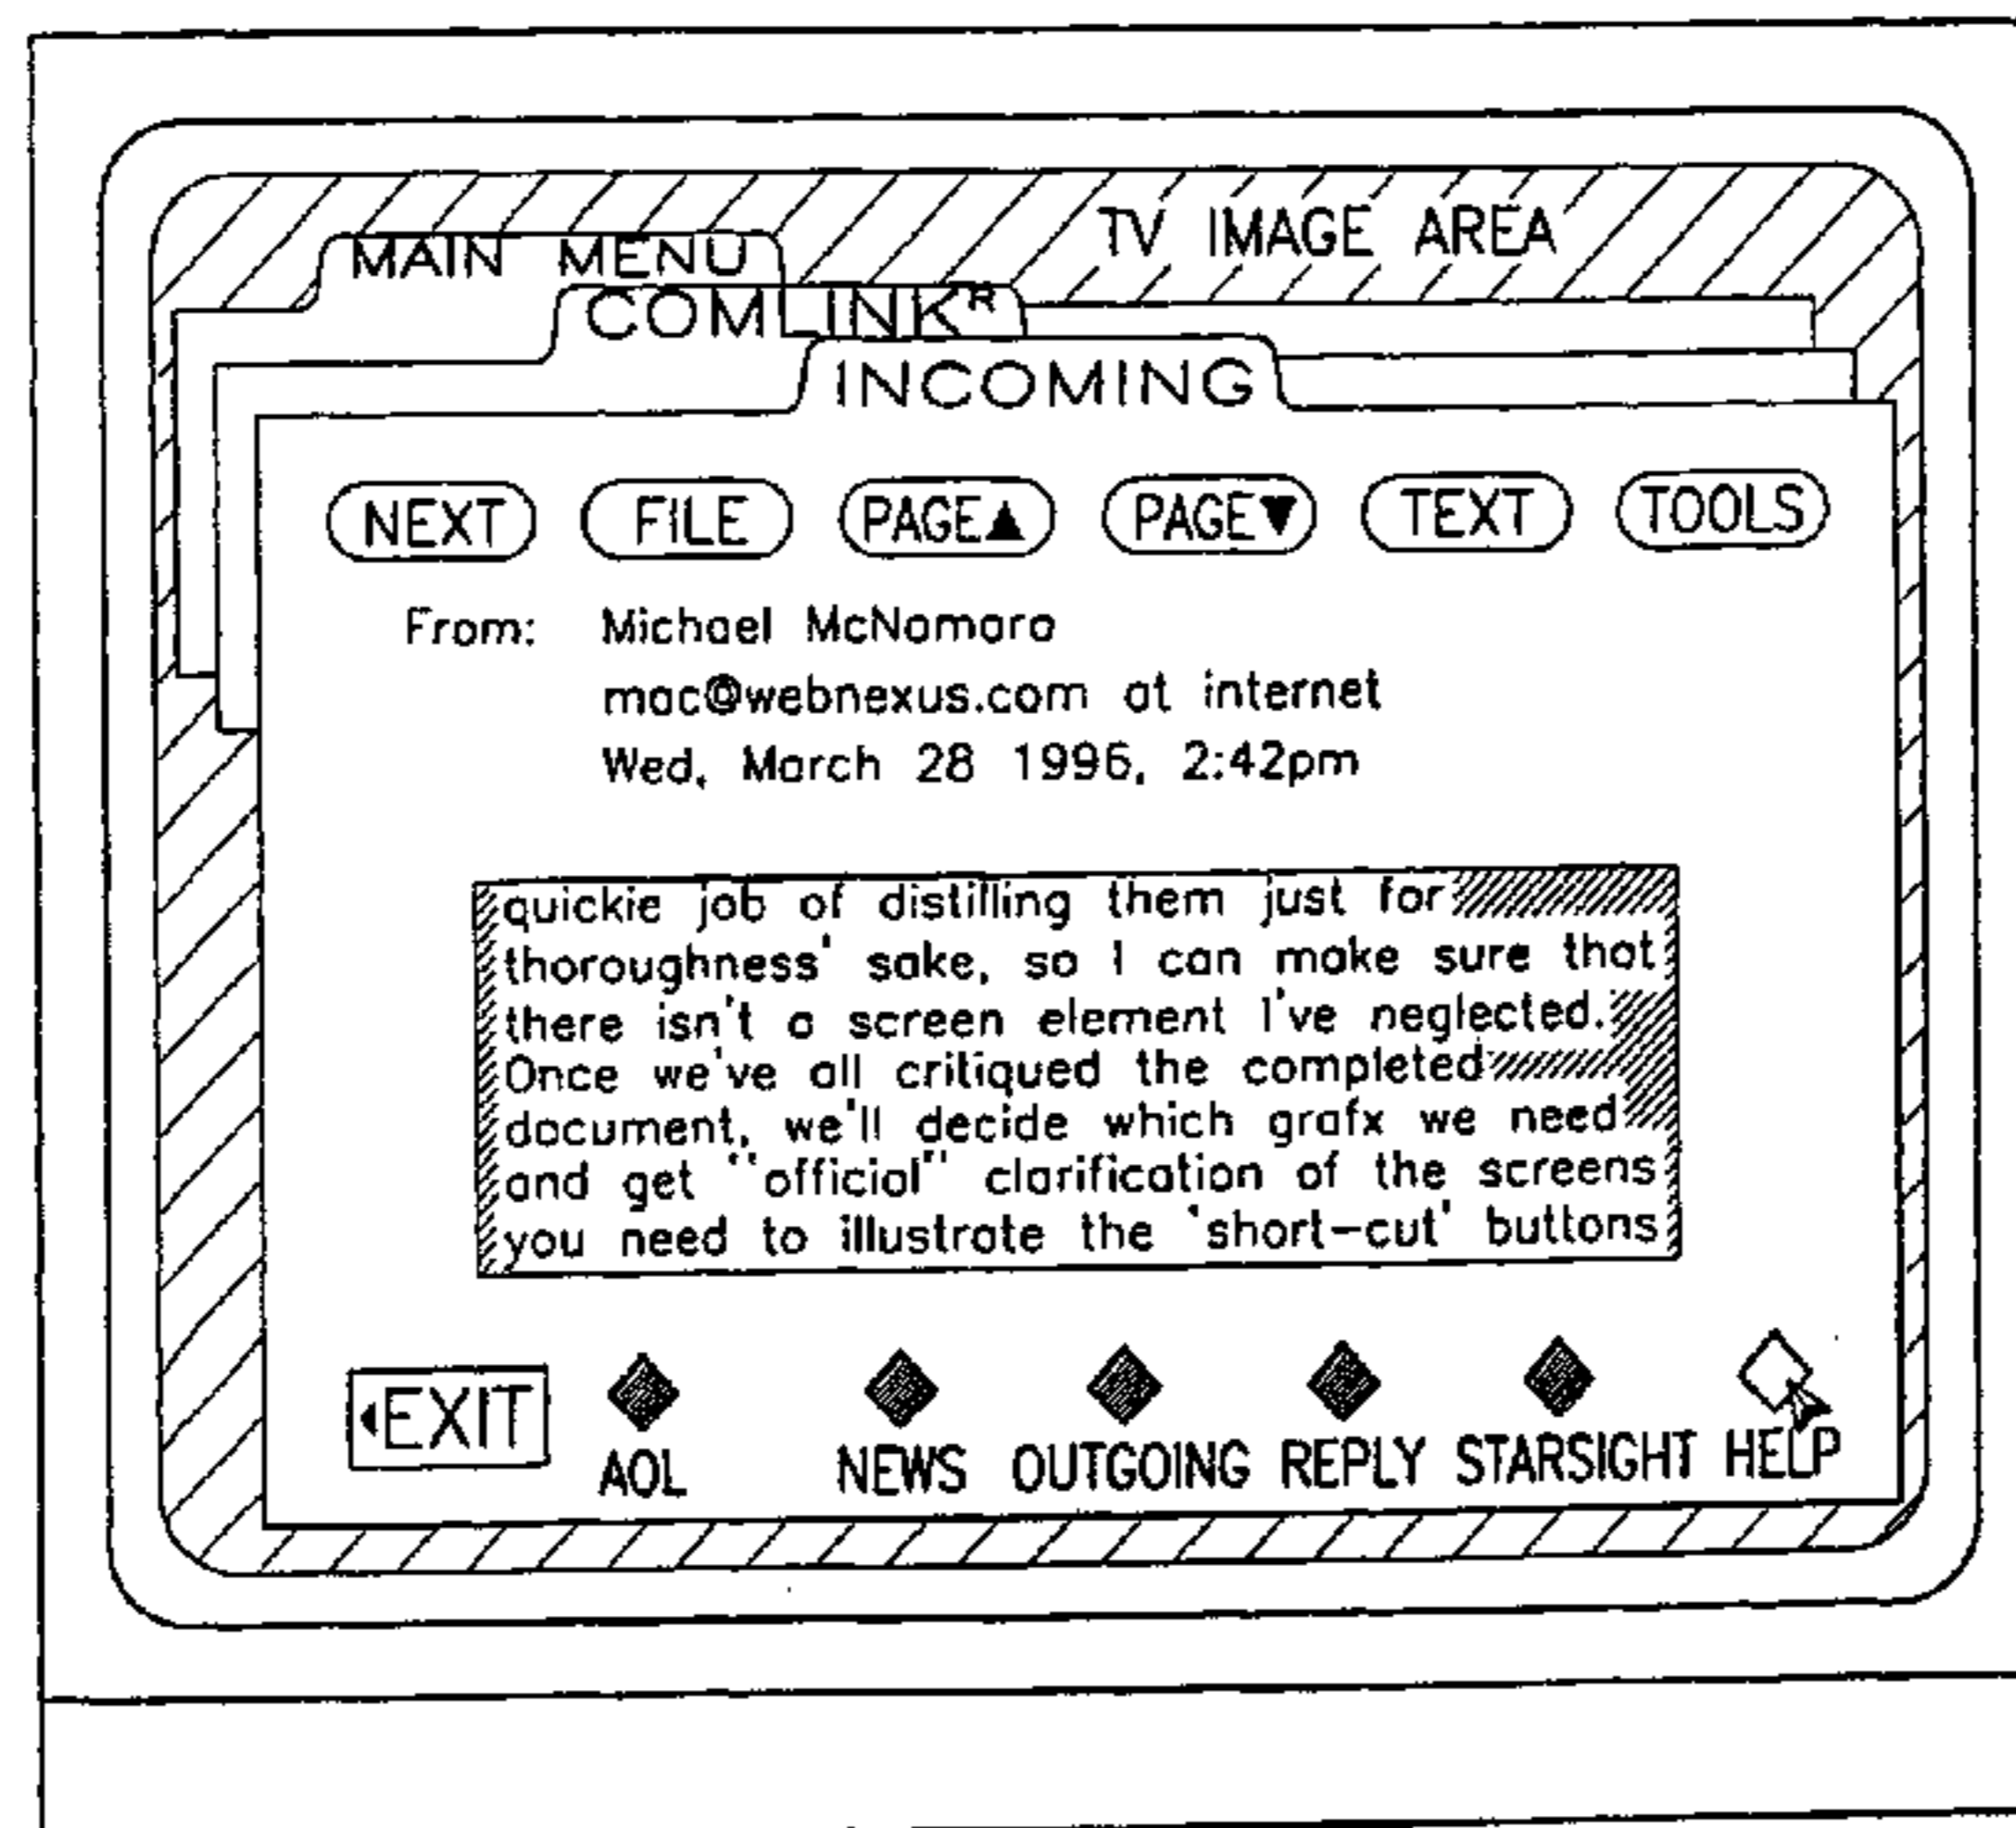 TV IMAGE AREA
MAIN MENU
COMLINKR
INCOMING
NEXT FILE PAGE▲ PAGE▼ TEXT TOOLS
From: Michael McNamara
mac@webnexus.com at internet
Wed, March 28 1996, 2:42pm
quickie job of distilling them just for
thoroughness' sake, so I can make sure that
there isn't a screen element I've neglected.
Once we've all critiqued the completed
document, we'll decide which grafx we need
and get "official" clarification of the screens
you need to illustrate the 'short-cut' buttons
◄EXIT AOL NEWS OUTGOING REPLY STARSIGHT HELP